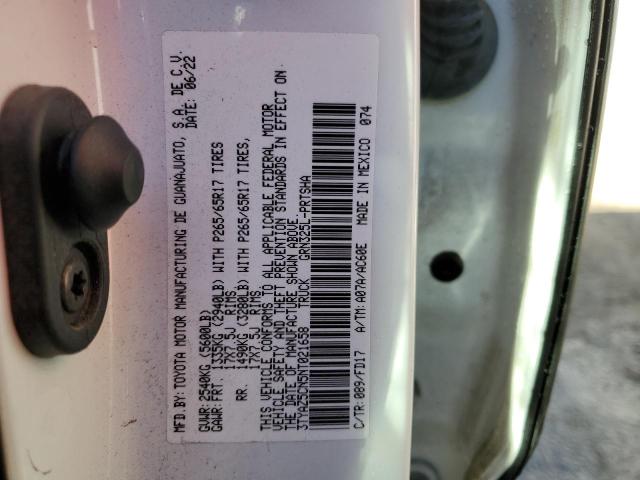 MFD.BY: TOYOTA MOTOR MANUFACTURING DE GUANAJUATO, S.A. DE C.V.
DATE: 06/22
GVWR: 2540KG (5600LB)
GAWR: FRT. 1335KG (2940LB) WITH P265/65R17 TIRES
17X7.5J RIMS
RR. 1490KG (3280LB) WITH P265/65R17 TIRES,
17X7. RIMS
THIS VEHICLE CONFORMS TO ALL APPLICABLE FEDERAL MOTOR
VEHICLE SAFETY AND THEFT PREVENTION STANDARDS IN EFFECT ON
THE DATE OF MANUFACTURE SHOWN ABOVE.
3TYAZ5CN5NT021658 TRUCK GRN325L-PRTSHA
C/TR: 089/FD17 A/TM: A07A/AC60E MADE IN MEXICO 074